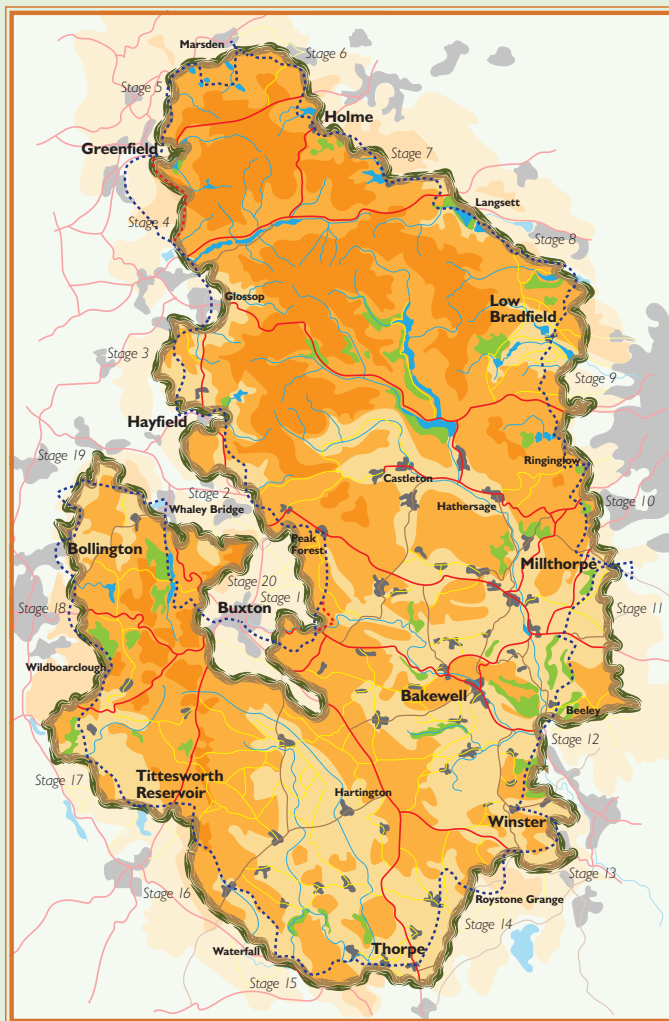 Marsden
Stage 6
Stage 5
Holme
Greenfield
Stage 7
Langsett
Stage 4
Stage 8
Glossop
Low
Bradfield
Stage 3
Stage 9
Hayfield
Stage 19
Ringinglow
Castleton
Stage 2
Hathersage
Stage 10
Whaley Bridge
Peak
Forest
Bollington
Millthorpe
Stage 20
Stage 1
Buxton
Stage 18
Stage 11
Wildboarclough
Bakewell
Beeley
Stage 12
Stage 17
Tittesworth
Reservoir
Hartington
Winster
Stage 13
Stage 16
Roystone Grange
Stage 14
Waterfall
Thorpe
Stage 15